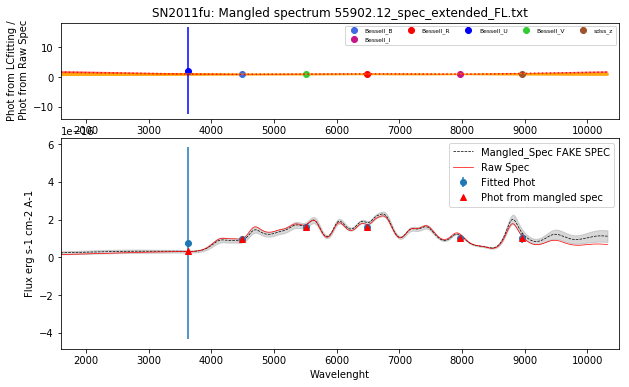 SN2011fu: Mangled spectrum 55902.12_spec_extended_FL.txt
Phot from LCfitting /
Phot from Raw Spec
10
0
−10
Bessell_B
Bessell_I
Bessell_R
Bessell_U
Bessell_V
sdss_z
2000 3000 4000 5000 6000 7000 8000 9000 10000
1e−16
Flux erg s-1 cm-2 A-1
6
4
2
0
−2
−4
Mangled_Spec FAKE SPEC
Raw Spec
Fitted Phot
Phot from mangled spec
2000 3000 4000 5000 6000 7000 8000 9000 10000
Wavelenght